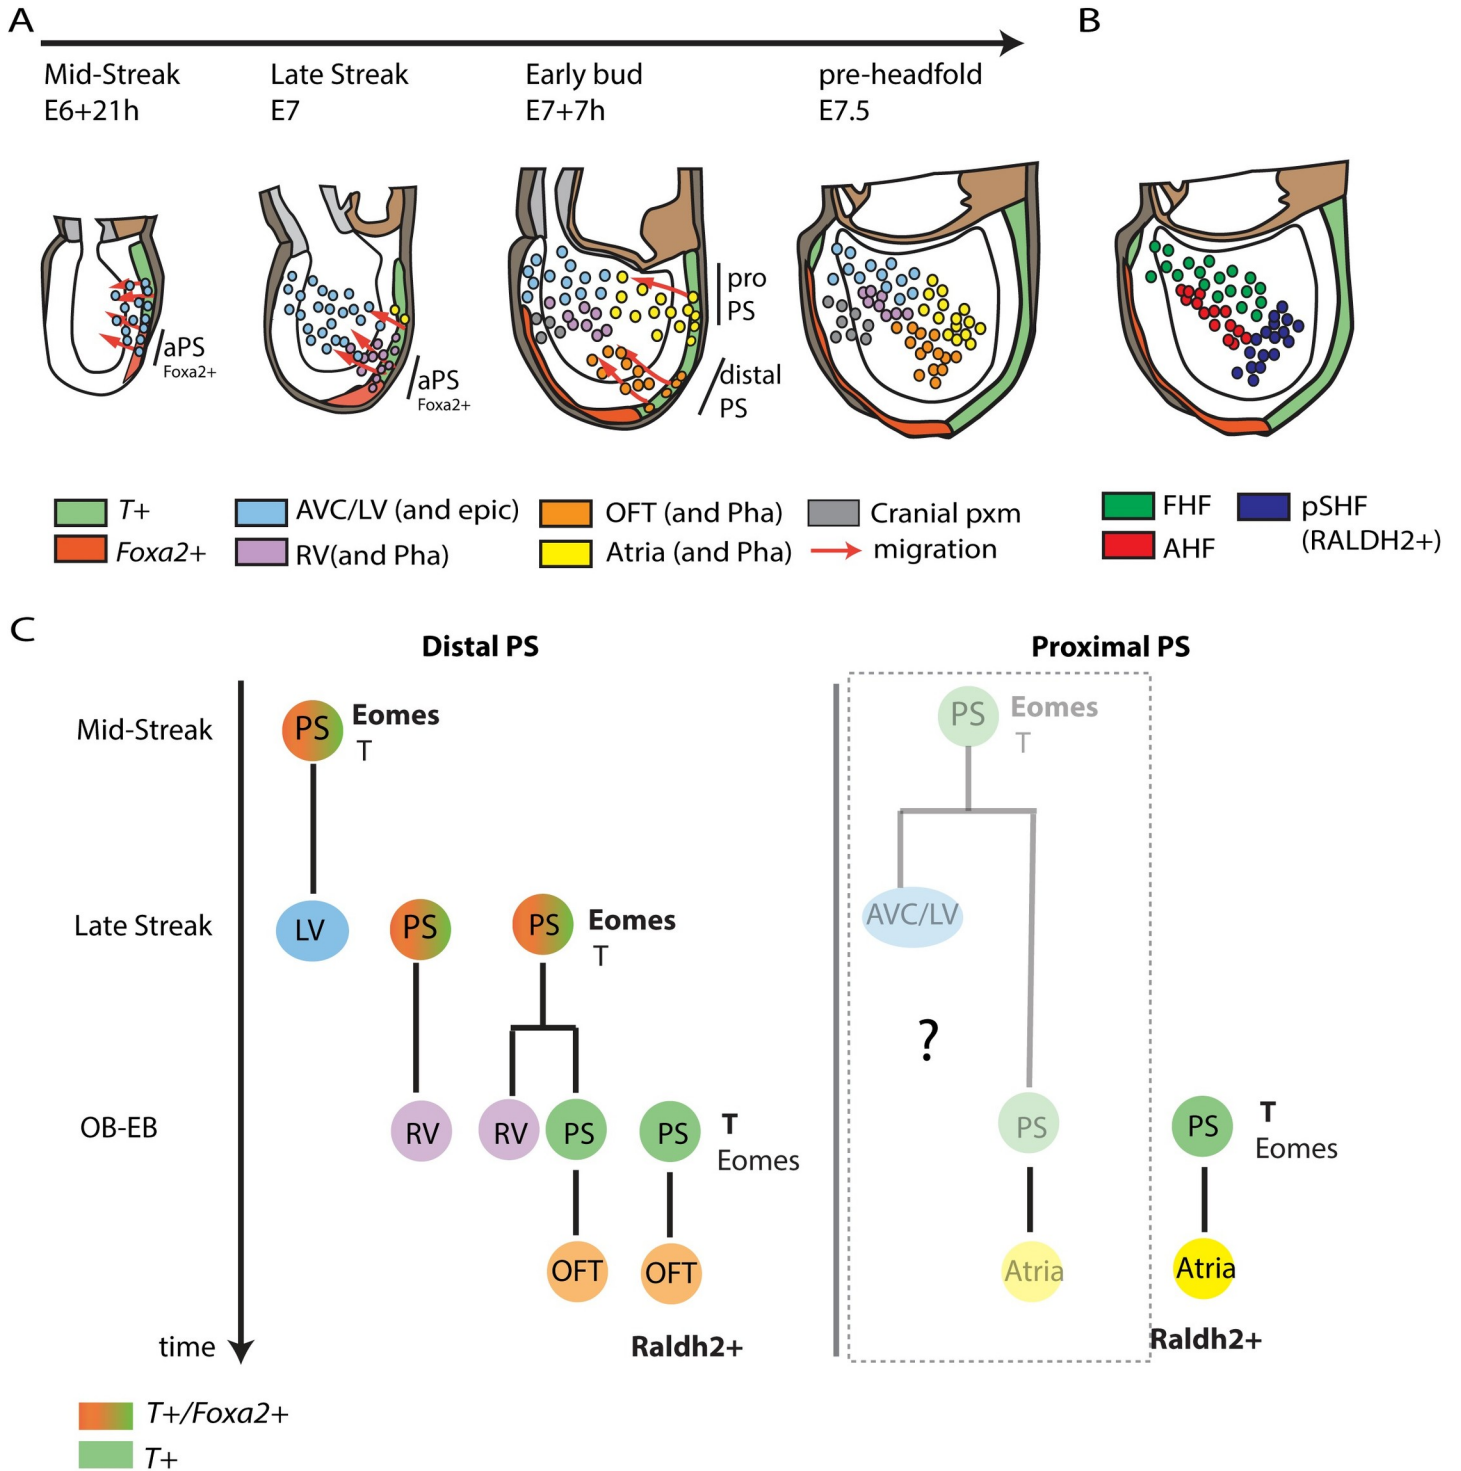 A
B
Mid-Streak
E6+21h
Late Streak
E7
Early bud
E7+7h
pre-headfold
E7.5
aPS
Foxa2+
aPS
Foxa2+
pro
PS
distal
PS
T+
Foxa2+
AVC/LV (and epic)
RV(and Pha)
OFT (and Pha)
Atria (and Pha)
Cranial pxm
migration
FHF
AHF
pSHF
(RALDH2+)
C
Distal PS
Proximal PS
Mid-Streak
PS
Eomes
T
PS
Eomes
T
Late Streak
LV
PS
PS
Eomes
T
AVC/LV
?
OB-EB
RV
RV
PS
PS
T
Eomes
PS
PS
T
Eomes
OFT
OFT
Atria
Atria
time
Raldh2+
Raldh2+
T+/Foxa2+
T+